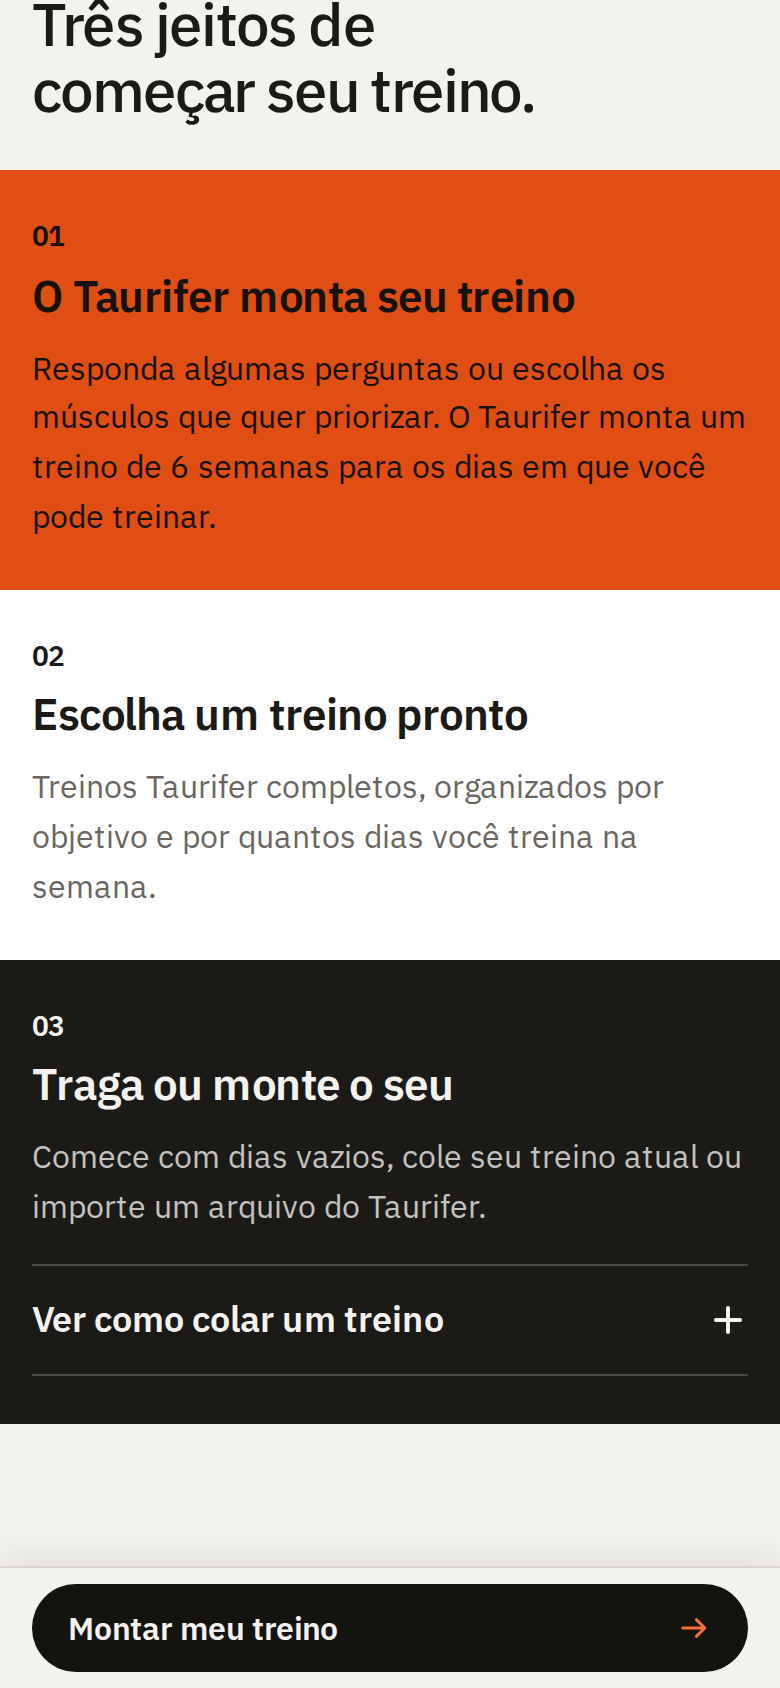 Três jeitos de
começar seu treino.
01
O Taurifer monta seu treino
Responda algumas perguntas ou escolha os
músculos que quer priorizar. O Taurifer monta um
treino de 6 semanas para os dias em que você
pode treinar.
02
Escolha um treino pronto
Treinos Taurifer completos, organizados por
objetivo e por quantos dias você treina na
semana.
03
Traga ou monte o seu
Comece com dias vazios, cole seu treino atual ou
importe um arquivo do Taurifer.
Ver como colar um treino
Montar meu treino